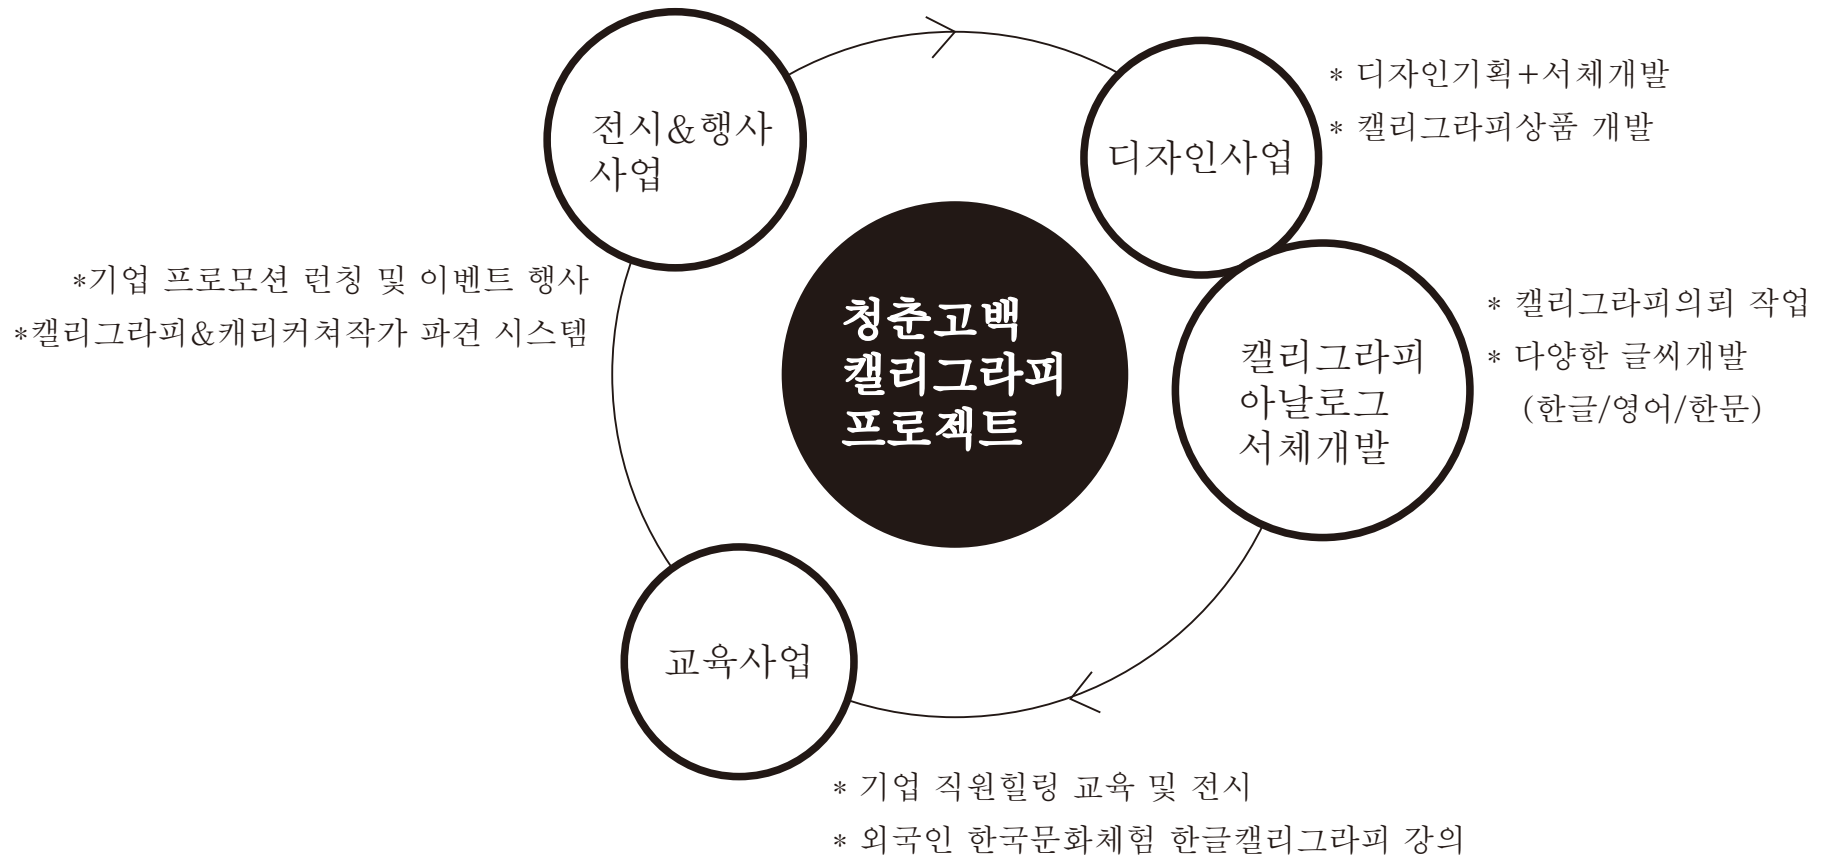 전시&행사
사업
디자인사업
* 디자인기획+서체개발
* 캘리그라피상품 개발
*기업 프로모션 런칭 및 이벤트 행사
*캘리그라피&캐리커쳐작가 파견 시스템
청춘고백
캘리그라피
프로젝트
캘리그라피
아날로그
서체개발
* 캘리그라피의뢰 작업
* 다양한 글씨개발
(한글/영어/한문)
교육사업
* 기업 직원힐링 교육 및 전시
* 외국인 한국문화체험 한글캘리그라피 강의